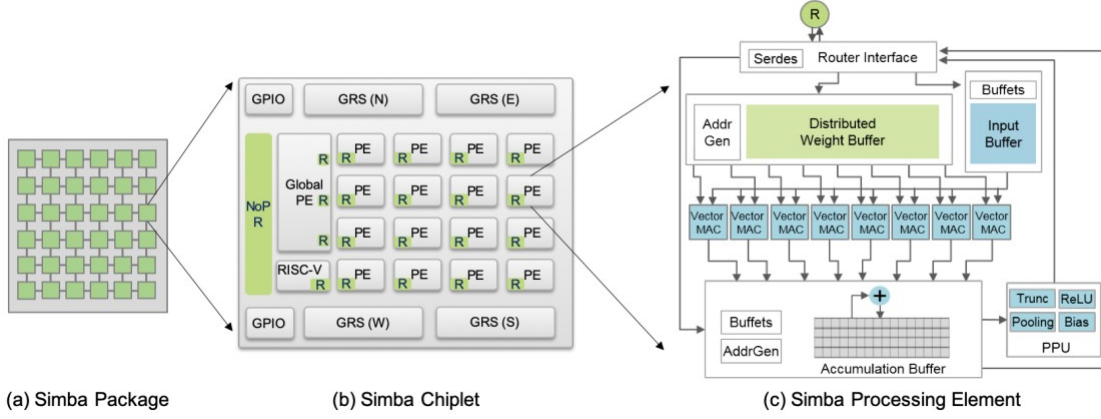 GPIO
GRS (N)
GRS (E)
NoP
R
Global
PE
R
R
R
R PE
R PE
R PE
R PE
R PE
R PE
R PE
R PE
R PE
R PE
R PE
R PE
RISC-V
R
R PE
R PE
R PE
R PE
GPIO
GRS (W)
GRS (S)
R
Serdes
Router Interface
Addr
Gen
Distributed
Weight Buffer
Buffets
Input
Buffer
Vector
MAC
Vector
MAC
Vector
MAC
Vector
MAC
Vector
MAC
Vector
MAC
Vector
MAC
Vector
MAC
+
Buffets
AddrGen
Accumulation Buffer
Trunc
ReLU
Pooling
Bias
PPU
(a) Simba Package
(b) Simba Chiplet
(c) Simba Processing Element